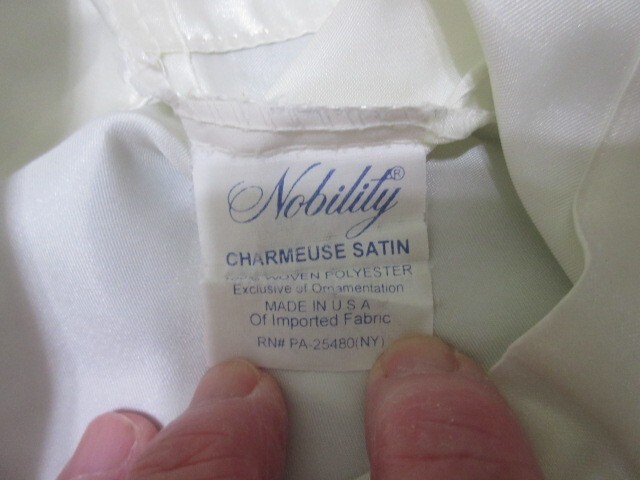 Nobility®
CHARMEUSE SATIN
WOVEN POLYESTER
Exclusive of Ornamentation
MADE IN U S A
Of Imported Fabric
RN# PA-25480(NY)